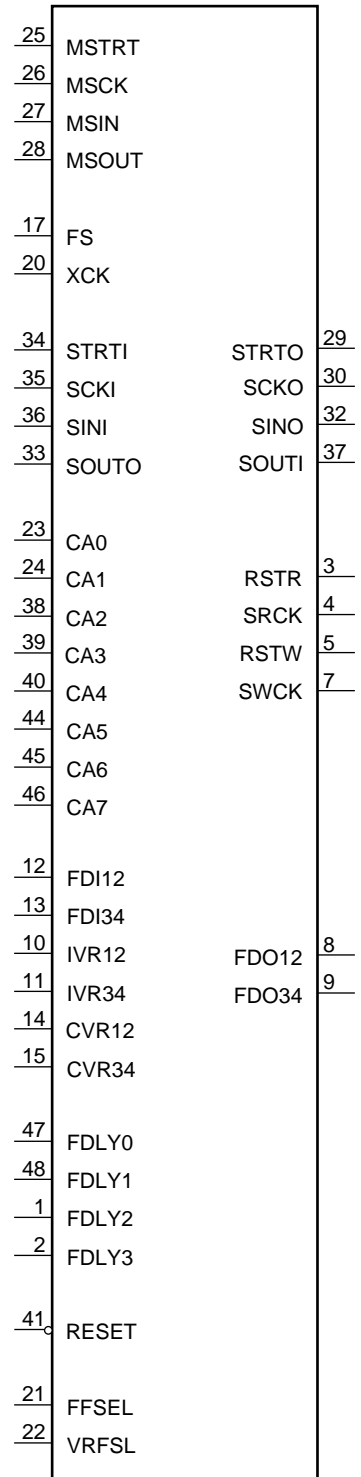 25 MSTRT
26 MSCK
27 MSIN
28 MSOUT
17 FS
20 XCK
34 STRTI STRTO 29
35 SCKI SCKO 30
36 SINI SINO 32
33 SOUTO SOUTI 37
23 CA0
24 CA1 RSTR 3
38 CA2 SRCK 4
39 CA3 RSTW 5
40 CA4 SWCK 7
44 CA5
45 CA6
46 CA7
12 FDI12
13 FDI34
10 IVR12 FDO12 8
11 IVR34 FDO34 9
14 CVR12
15 CVR34
47 FDLY0
48 FDLY1
1 FDLY2
2 FDLY3
41 RESET
21 FFSEL
22 VRFSL